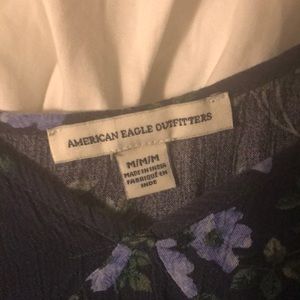 AMERICAN EAGLE OUTFITTERS
M/M/M
MADE IN INDIA
FABRIQUÉ EN
INDE